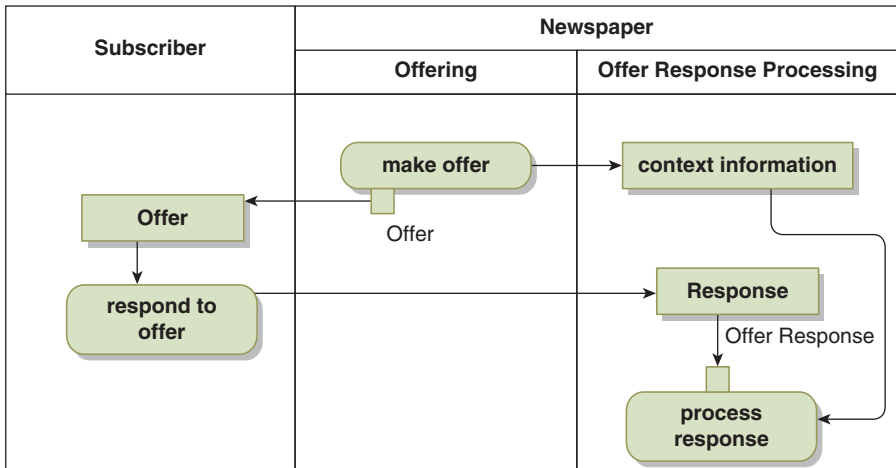 Subscriber
Newspaper
Offering
Offer Response Processing
make offer
context information
Offer
Offer
respond to
offer
Response
Offer Response
process
response